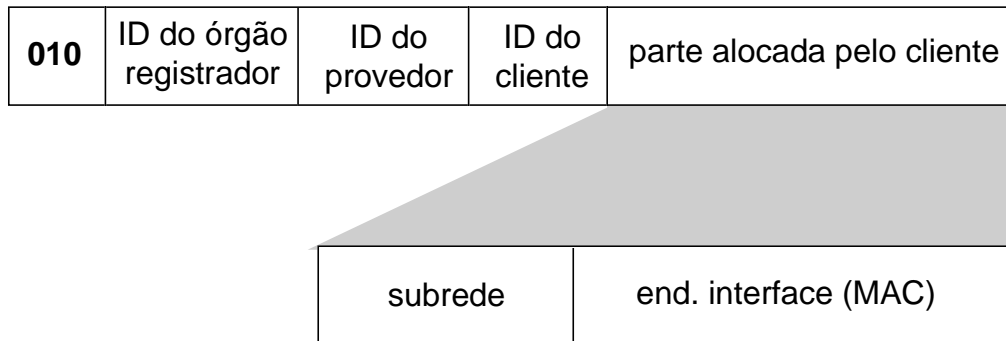 010
ID do órgão
registrador
ID do
provedor
ID do
cliente
parte alocada pelo cliente
subrede
end. interface (MAC)